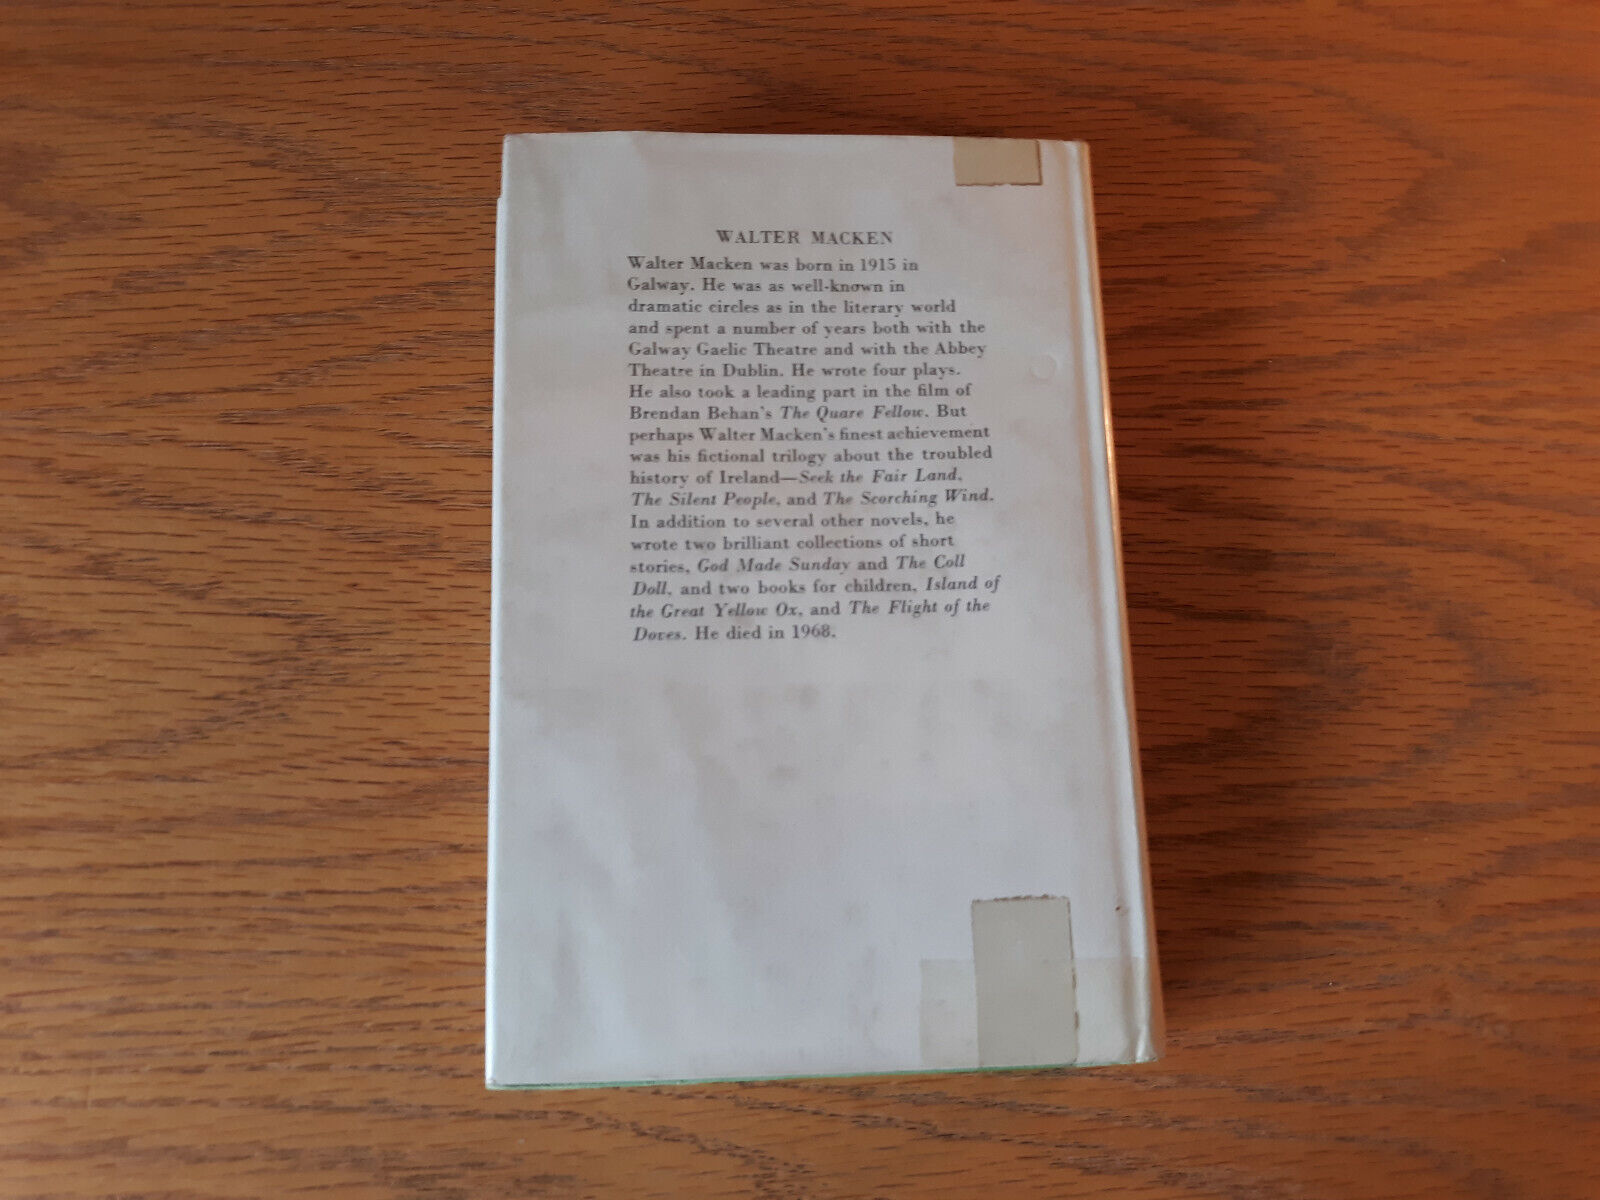 WALTER MACKEN
Walter Macken was born in 1915 in
Galway. He was as well-known in
dramatic circles as in the literary world
and spent a number of years both with the
Galway Gaelic Theatre and with the Abbey
Theatre in Dublin. He wrote four plays.
He also took a leading part in the film of
Brendan Behan's The Quare Fellow. But
perhaps Walter Macken's finest achievement
was his fictional trilogy about the troubled
history of Ireland—Seek the Fair Land,
The Silent People, and The Scorching Wind.
In addition to several other novels, he
wrote two brilliant collections of short
stories, God Made Sunday and The Coll
Doll, and two books for children, Island of
the Great Yellow Ox, and The Flight of the
Doves. He died in 1968.